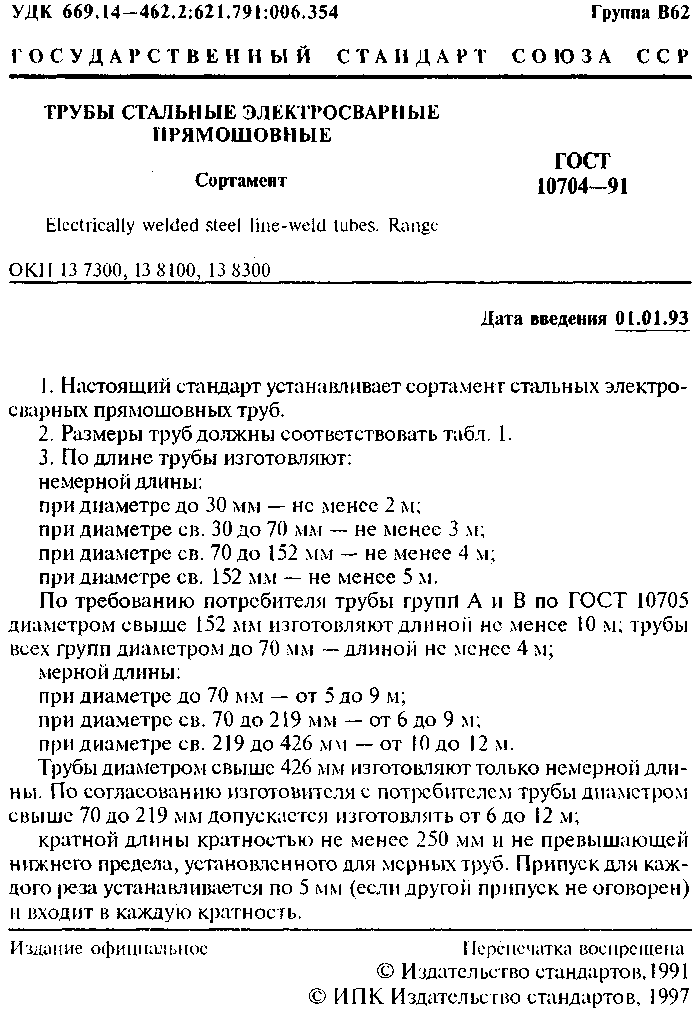 УДК 669.14—462.2:621.791:006.354 Группа В62
ГОСУДАРСТВЕННЫЙ СТАНДАРТ СОЮЗА ССР
ТРУБЫ СТАЛЬНЫЕ ЭЛЕКТРОСВАРНЫЕ
ПРЯМОШОВНЫЕ
Сортамент
ГОСТ
10704—91
Electrically welded steel line-weld tubes. Range
ОКП 13 7300, 13 8100, 13 8300
Дата введения 01.01.93
1. Настоящий стандарт устанавливает сортамент стальных электро-
сварных прямошовных труб.
2. Размеры труб должны соответствовать табл. 1.
3. По длине трубы изготовляют:
немерной длины:
при диаметре до 30 мм — не менее 2 м;
при диаметре св. 30 до 70 мм — не менее 3 м;
при диаметре св. 70 до 152 мм — не менее 4 м;
при диаметре св. 152 мм — не менее 5 м.
По требованию потребителя трубы групп А и В по ГОСТ 10705
диаметром свыше 152 мм изготовляют длиной не менее 10 м; трубы
всех групп диаметром до 70 мм — длиной не менее 4 м;
мерной длины:
при диаметре до 70 мм — от 5 до 9 м;
при диаметре св. 70 до 219 мм — от 6 до 9 м;
при диаметре св. 219 до 426 мм — от 10 до 12 м.
Трубы диаметром свыше 426 мм изготовляют только немерной дли-
ны. По согласованию изготовителя с потребителем трубы диаметром
свыше 70 до 219 мм допускается изготовлять от 6 до 12 м;
кратной длины кратностью не менее 250 мм и не превышающей
нижнего предела, установленного для мерных труб. Припуск для каж-
дого реза устанавливается по 5 мм (если другой припуск не оговорен)
и входит в каждую кратность.
Издание официальное Перепечатка воспрещена
© Издательство стандартов, 1991
© ИПК Издательство стандартов, 1997